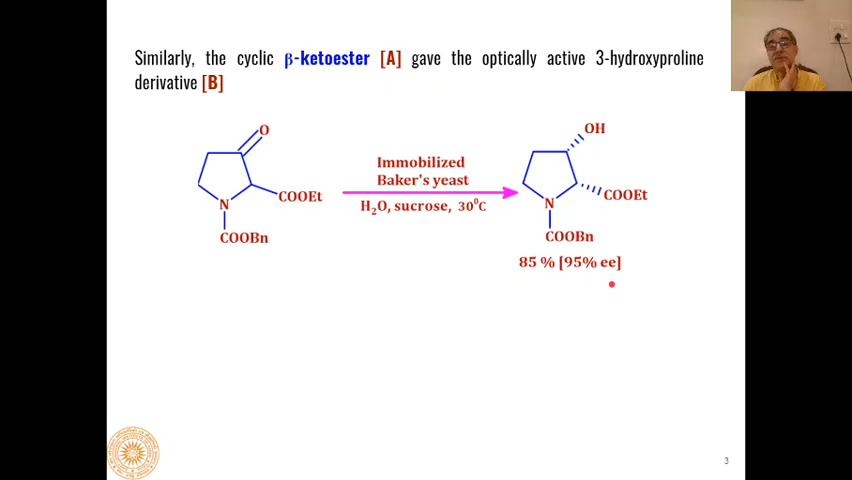 Similarly, the cyclic β-ketoester [A] gave the optically active 3-hydroxyproline
derivative [B]
O
COOEt
N
COOBn
Immobilized
Baker's yeast
H₂O, sucrose, 30⁰C
OH
COOEt
N
COOBn
85 % [95% ee]
3